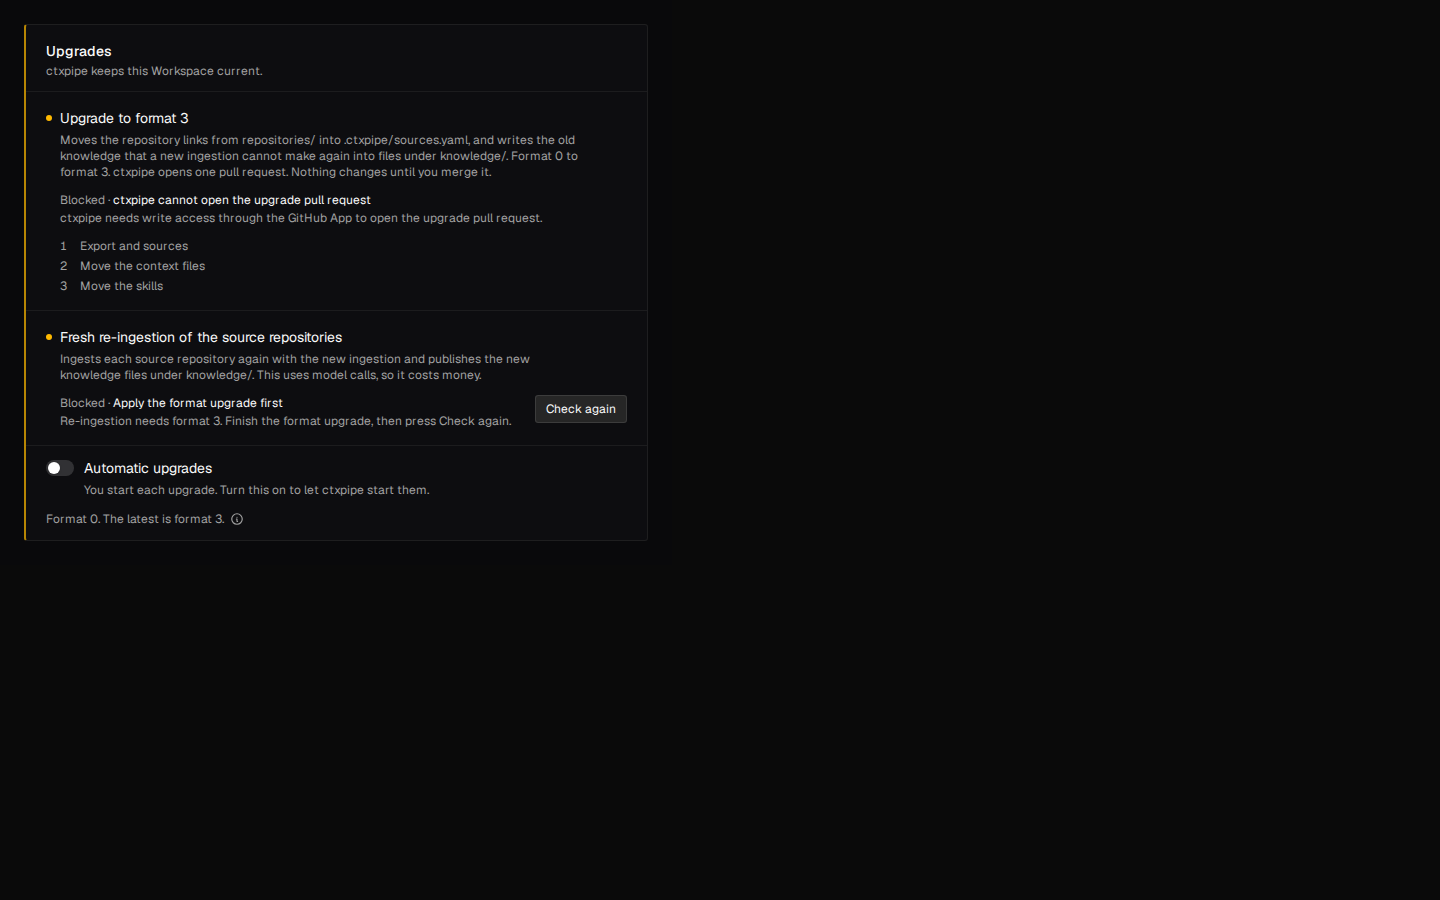 Upgrades
ctxpipe keeps this Workspace current.
Upgrade to format 3
Moves the repository links from repositories/ into .ctxpipe/sources.yaml, and writes the old
knowledge that a new ingestion cannot make again into files under knowledge/. Format 0 to
format 3. ctxpipe opens one pull request. Nothing changes until you merge it.
Blocked · ctxpipe cannot open the upgrade pull request
ctxpipe needs write access through the GitHub App to open the upgrade pull request.
1 Export and sources
2 Move the context files
3 Move the skills
Fresh re-ingestion of the source repositories
Ingests each source repository again with the new ingestion and publishes the new
knowledge files under knowledge/. This uses model calls, so it costs money.
Blocked · Apply the format upgrade first
Re-ingestion needs format 3. Finish the format upgrade, then press Check again.
Check again
Automatic upgrades
You start each upgrade. Turn this on to let ctxpipe start them.
Format 0. The latest is format 3.